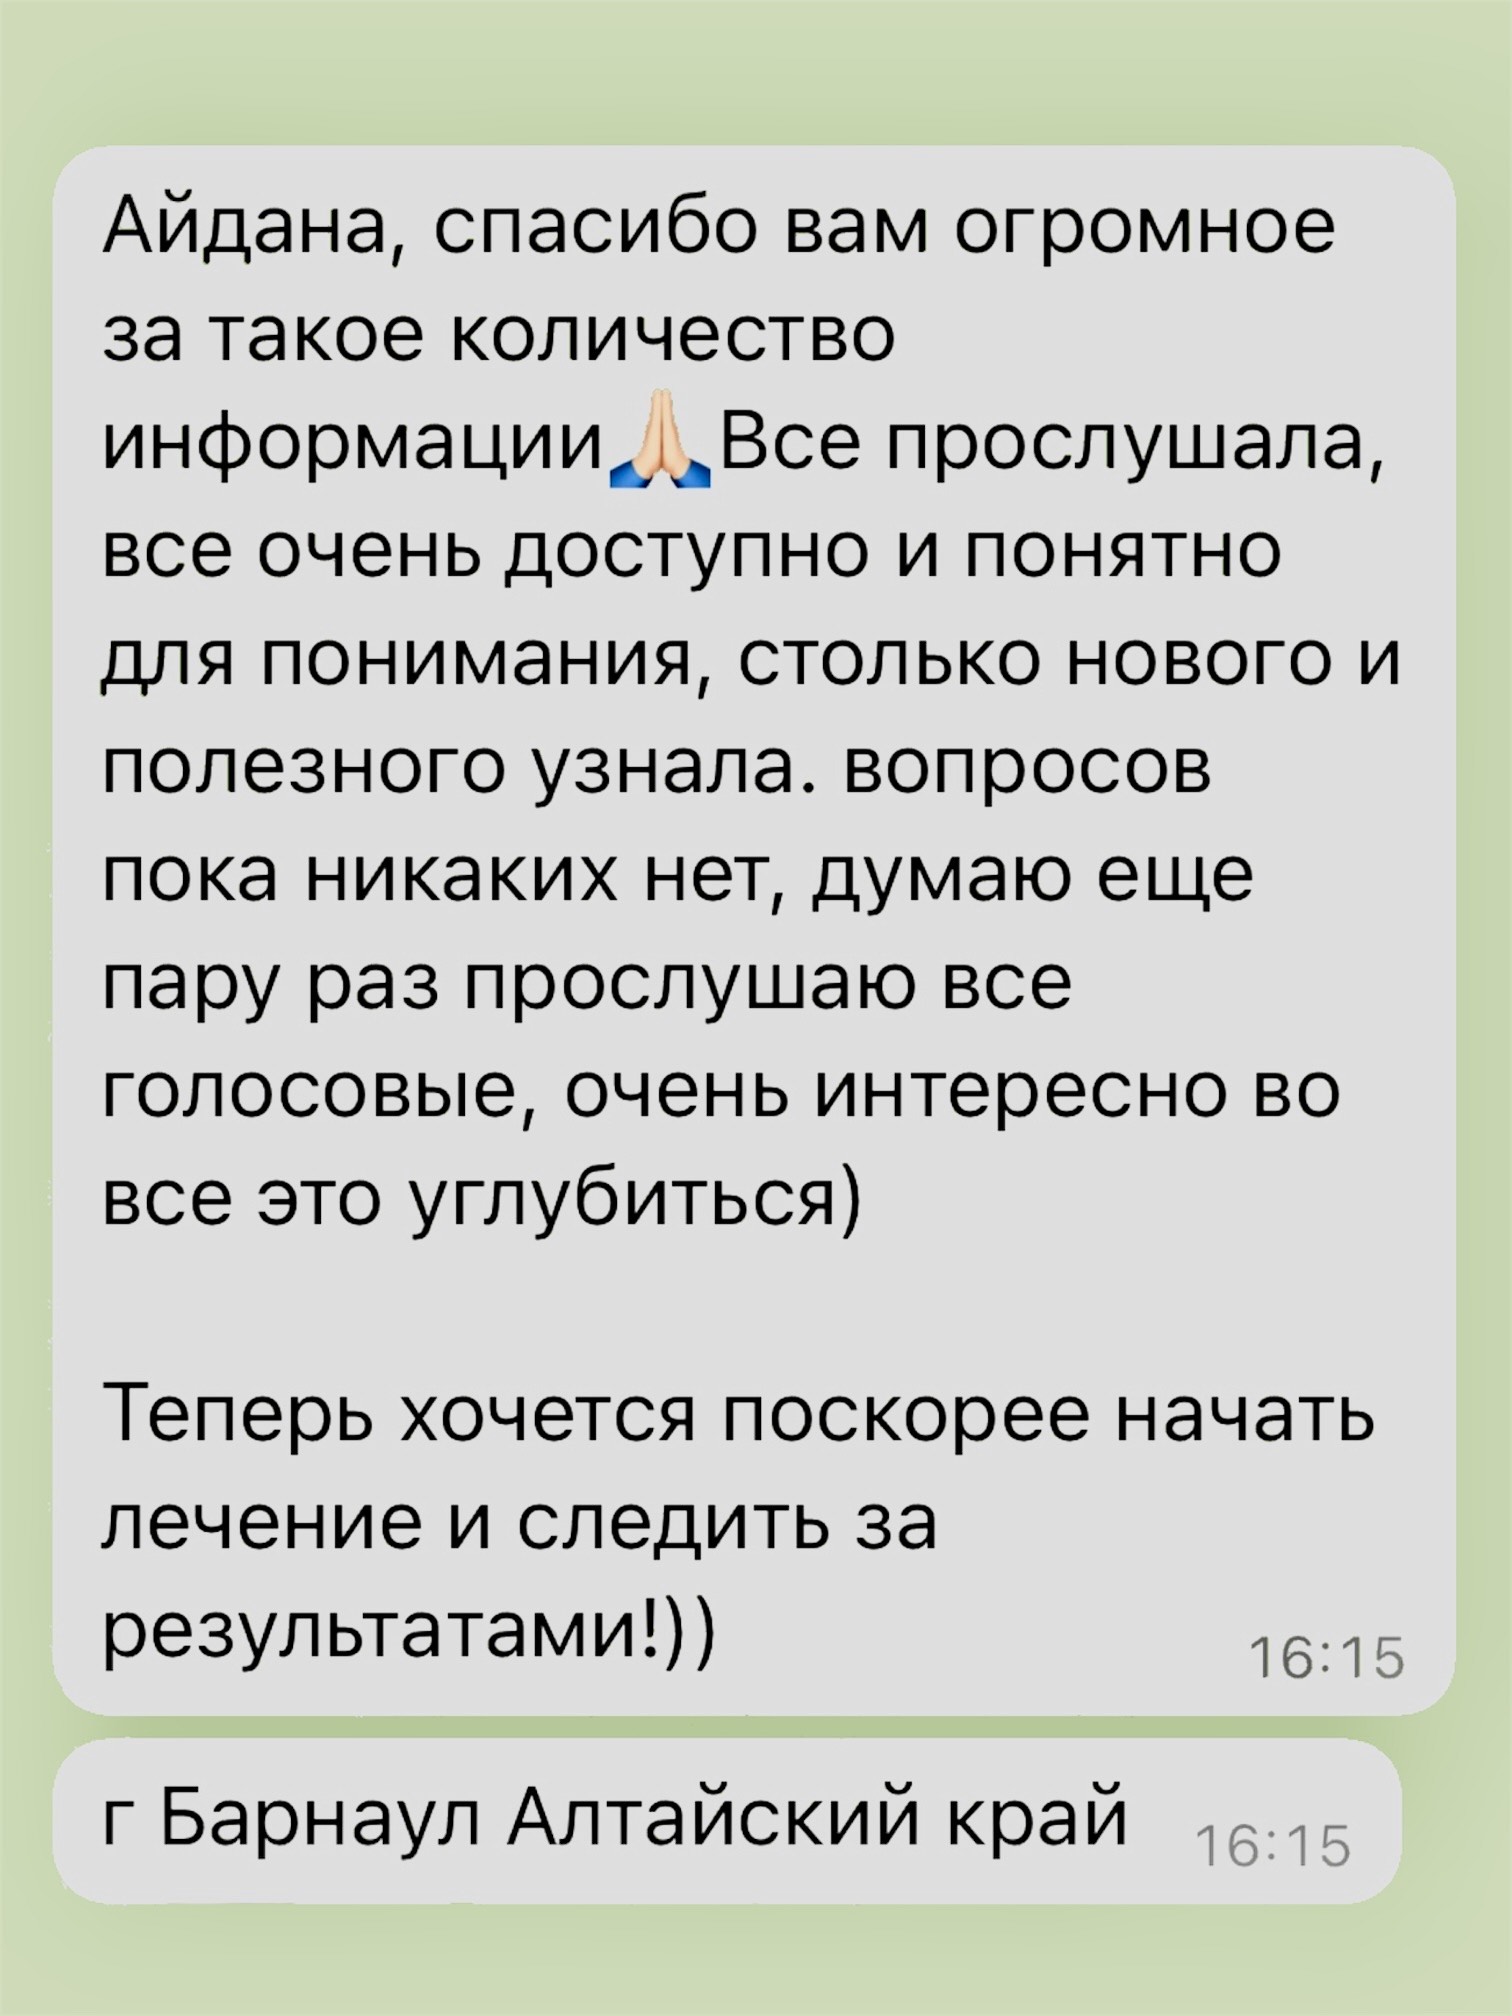 Айдана, спасибо вам огромное
за такое количество
информации🙏🏻Все прослушала,
все очень доступно и понятно
для понимания, столько нового и
полезного узнала. вопросов
пока никаких нет, думаю еще
пару раз прослушаю все
голосовые, очень интересно во
все это углубиться)
Теперь хочется поскорее начать
лечение и следить за
результатами!))
16:15
г Барнаул Алтайский край
16:15